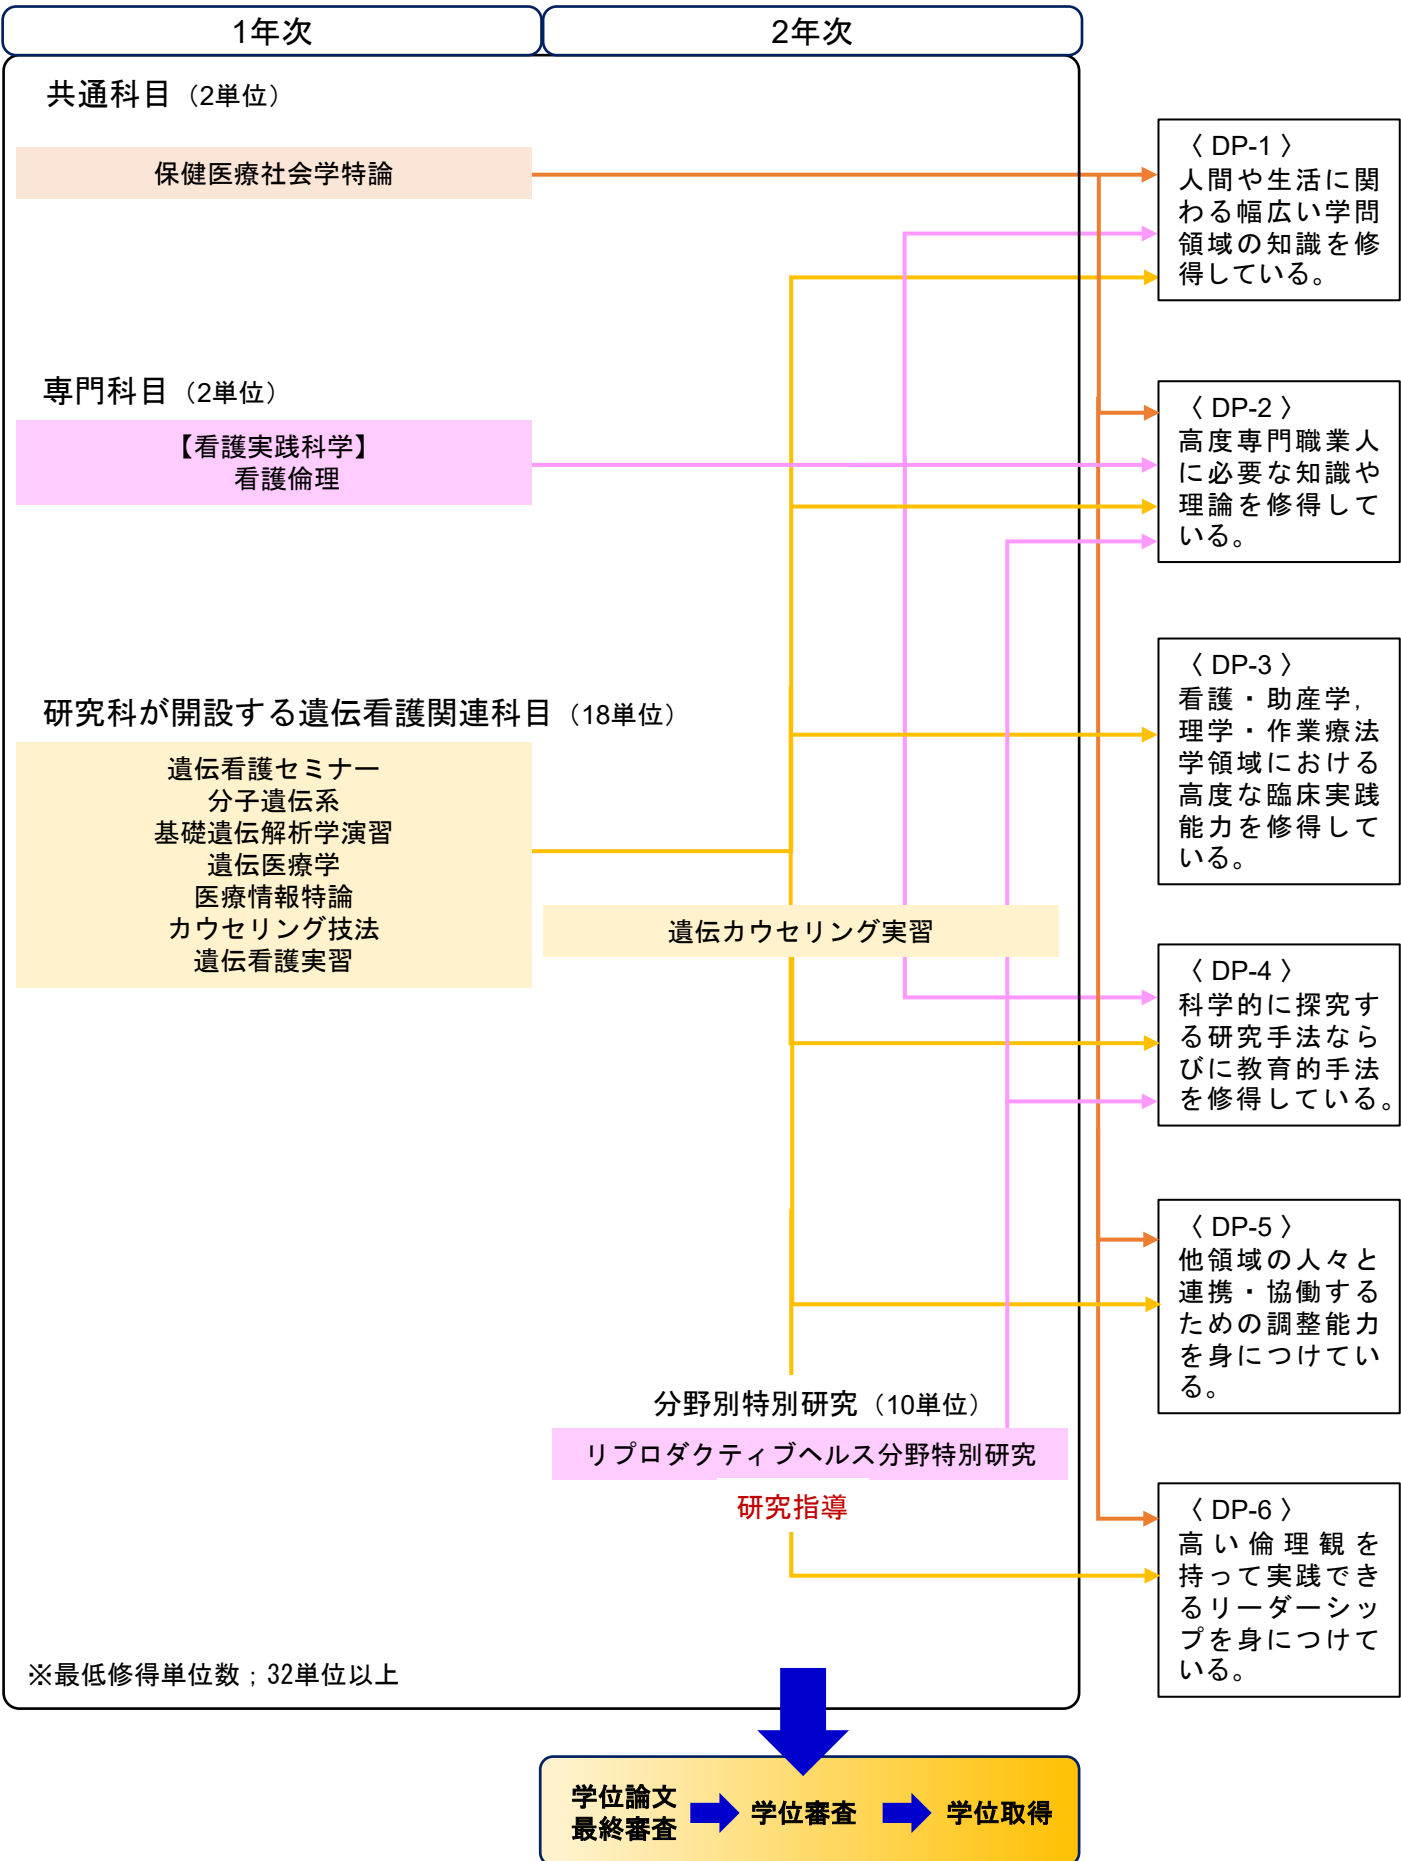 1年次
2年次
共通科目（2単位）
保健医療社会学特論
専門科目（2単位）
【看護実践科学】
看護倫理
研究科が開設する遺伝看護関連科目（18単位）
遺伝看護セミナー
分子遺伝系
基礎遺伝解析学演習
遺伝医療学
医療情報特論
カウセリング技法
遺伝看護実習
遺伝カウセリング実習
分野別特別研究（10単位）
リプロダクティブヘルス分野特別研究
研究指導
※最低修得単位数；32単位以上
〈 DP-1 〉
人間や生活に関
わる幅広い学問
領域の知識を修
得している。
〈 DP-2 〉
高度専門職業人
に必要な知識や
理論を修得して
いる。
〈 DP-3 〉
看護・助産学,
理学・作業療法
学領域における
高度な臨床実践
能力を修得して
いる。
〈 DP-4 〉
科学的に探究す
る研究手法なら
びに教育的手法
を修得している。
〈 DP-5 〉
他領域の人々と
連携・協働する
ための調整能力
を身につけてい
る。
〈 DP-6 〉
高い倫理観を
持って実践でき
るリーダーシッ
プを身につけて
いる。
学位論文
最終審査
学位審査
学位取得